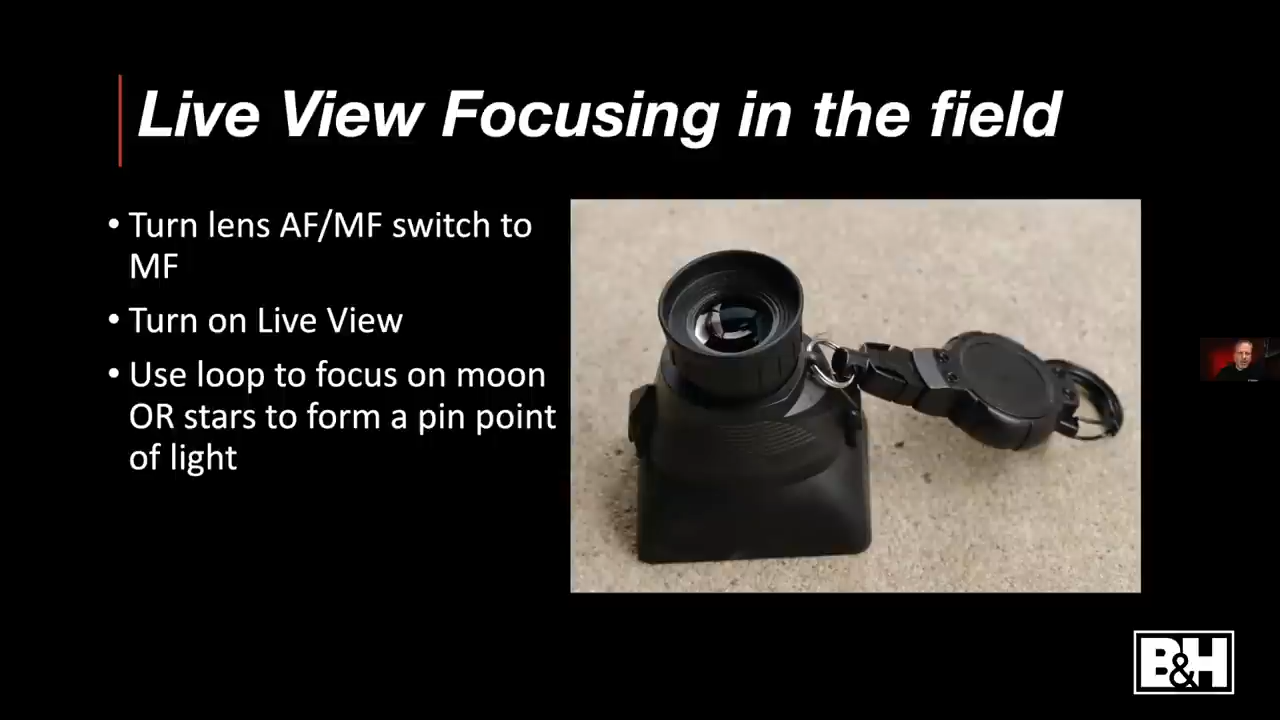 Live View Focusing in the field
• Turn lens AF/MF switch to
MF
• Turn on Live View
• Use loop to focus on moon
OR stars to form a pin point
of light
B&H